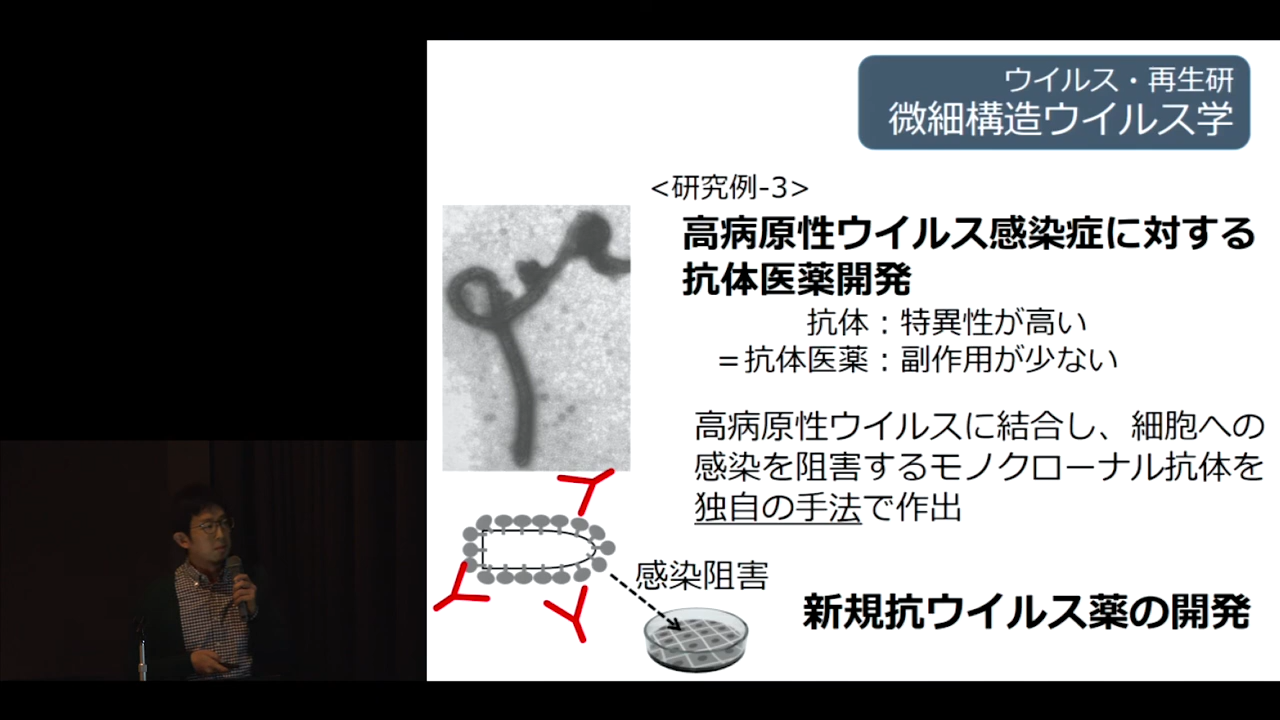 ウイルス・再生研
微細構造ウイルス学
<研究例-3>
高病原性ウイルス感染症に対する
抗体医薬開発
抗体：特異性が高い
＝抗体医薬：副作用が少ない
高病原性ウイルスに結合し、細胞への
感染を阻害するモノクローナル抗体を
独自の手法で作出
感染阻害
新規抗ウイルス薬の開発